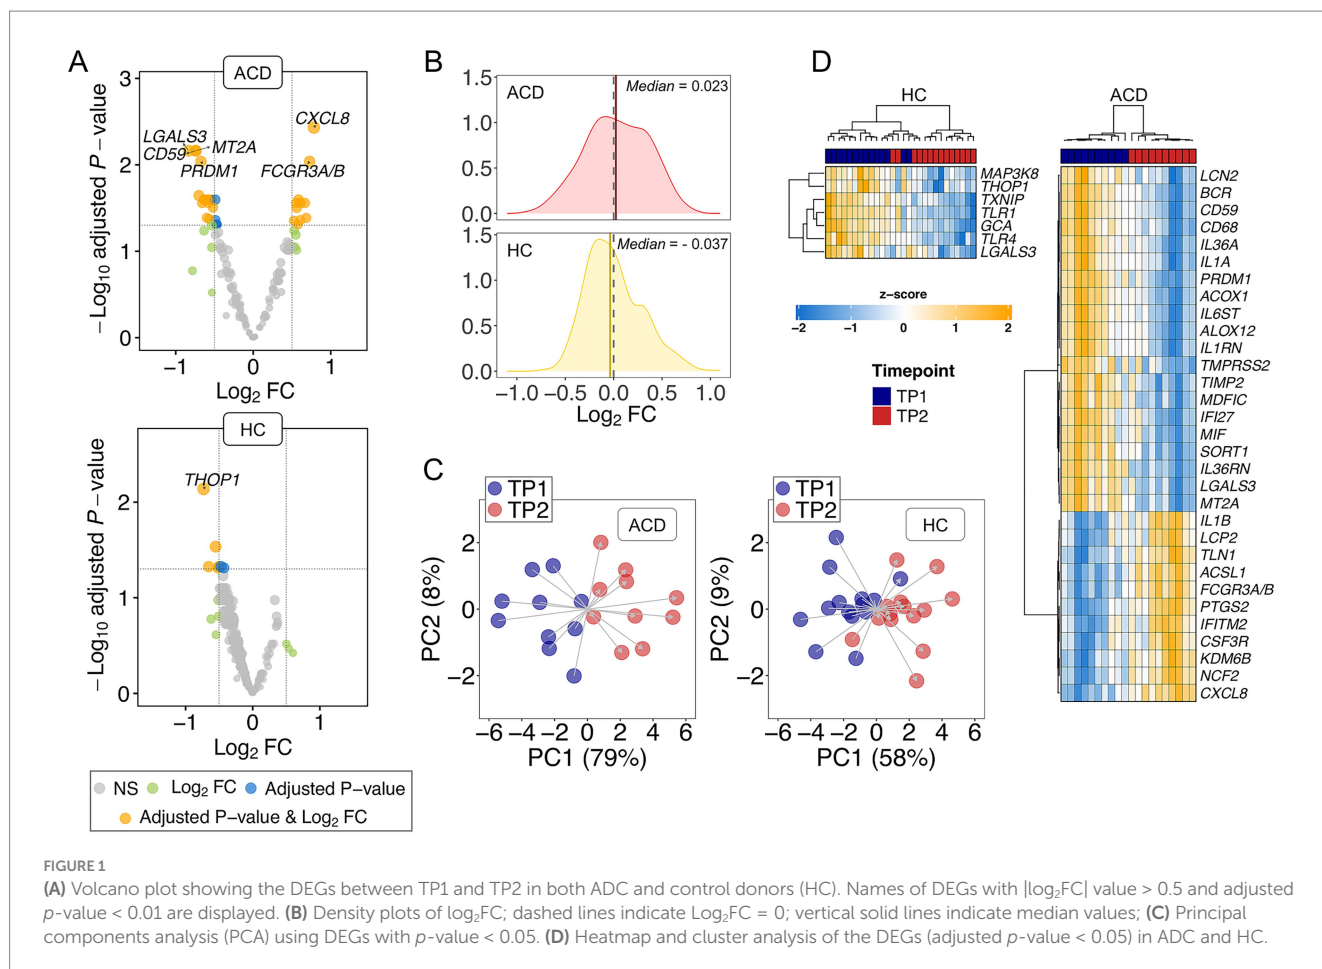 A
ACD
3
2
1
0
CXCL8
LGALS3
CD59
MT2A
PRDM1
FCGR3A/B
−Log10 adjusted P−value
−1 0 1
Log2 FC
HC
THOP1
2
1
0
−Log10 adjusted P−value
−1 0 1
Log2 FC
NS Log2 FC Adjusted P−value
Adjusted P−value & Log2 FC
B
1.5
1.0
0.5
0.0
ACD
Median = 0.023
1.5
1.0
0.5
0.0
HC
Median = - 0.037
−1.0 −0.5 0.0 0.5 1.0
Log2 FC
C
TP1
TP2
ACD
2
0
−2
PC2 (8%)
−6 −4 −2 0 2 4 6
PC1 (79%)
TP1
TP2
HC
2
0
−2
PC2 (9%)
−6 −4 −2 0 2 4 6
PC1 (58%)
D
HC
MAP3K8
THOP1
TXNIP
TLR1
GCA
TLR4
LGALS3
z−score
−2 −1 0 1 2
Timepoint
TP1
TP2
ACD
LCN2
BCR
CD59
CD68
IL36A
IL1A
PRDM1
ACOX1
IL6ST
ALOX12
IL1RN
TMPRSS2
TIMP2
MDFIC
IFI27
MIF
SORT1
IL36RN
LGALS3
MT2A
IL1B
LCP2
TLN1
ACSL1
FCGR3A/B
PTGS2
IFITM2
CSF3R
KDM6B
NCF2
CXCL8
FIGURE 1
(A) Volcano plot showing the DEGs between TP1 and TP2 in both ADC and control donors (HC). Names of DEGs with |log2FC| value > 0.5 and adjusted
p-value < 0.01 are displayed. (B) Density plots of log2FC; dashed lines indicate Log2FC = 0; vertical solid lines indicate median values; (C) Principal
components analysis (PCA) using DEGs with p-value < 0.05. (D) Heatmap and cluster analysis of the DEGs (adjusted p-value < 0.05) in ADC and HC.